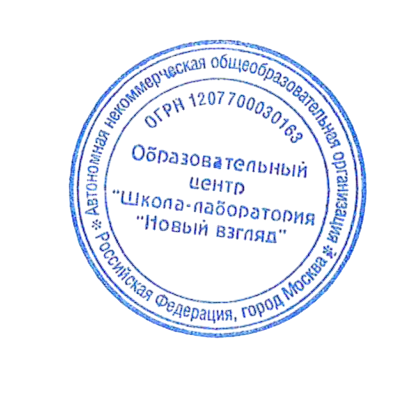 * Автономная некоммерческая общеобразовательная организация *
Российская Федерация, город Москва
ОГРН 1207700030163
Образовательный
центр
"Школа-лаборатория
"Новый взгляд"